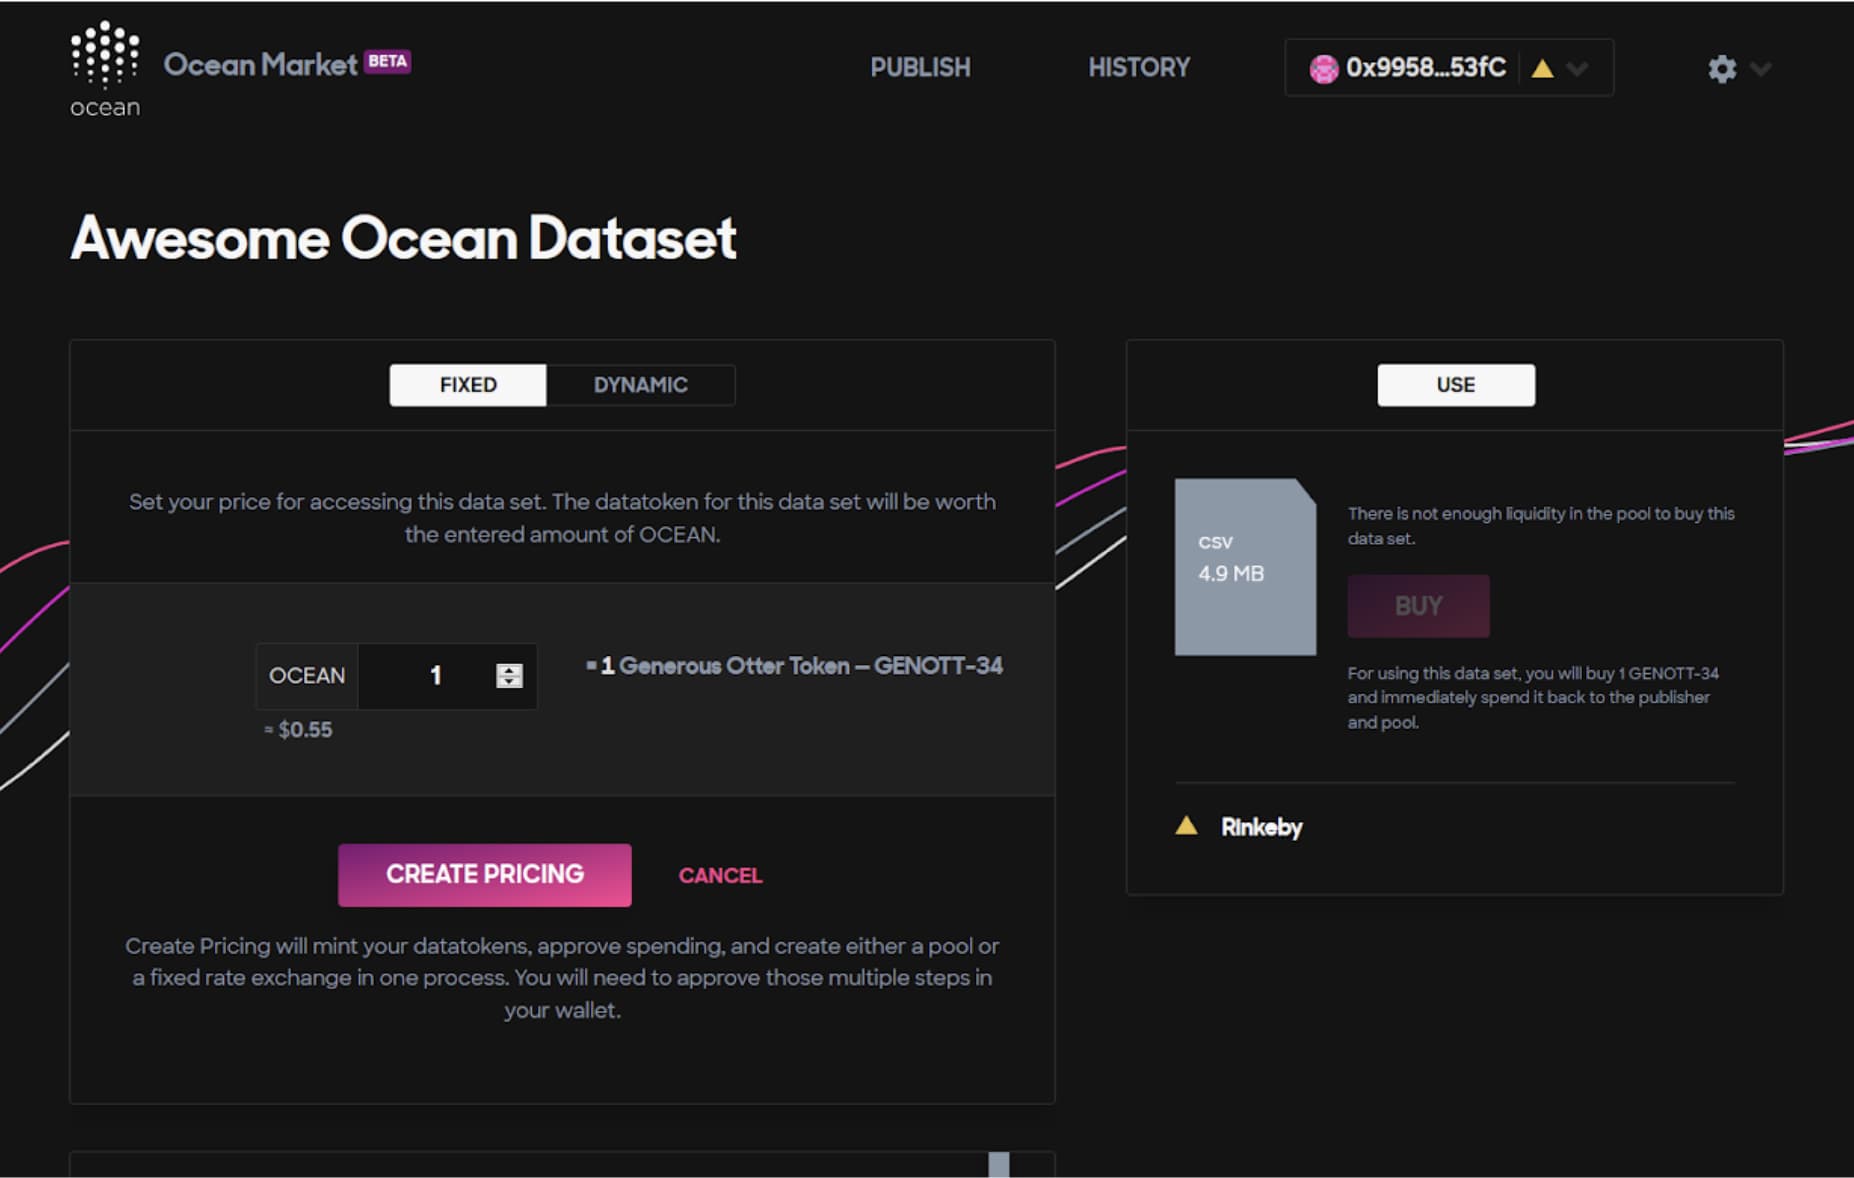 Ocean Market BETA
PUBLISH
HISTORY
0x9958...53fC
ocean
Awesome Ocean Dataset
FIXED
DYNAMIC
Set your price for accessing this data set. The datatoken for this data set will be worth
the entered amount of OCEAN.
OCEAN 1
= 1 Generous Otter Token — GENOTT-34
≈ $0.55
CREATE PRICING
CANCEL
Create Pricing will mint your datatokens, approve spending, and create either a pool or
a fixed rate exchange in one process. You will need to approve those multiple steps in
your wallet.
USE
csv
4.9 MB
There is not enough liquidity in the pool to buy this
data set.
BUY
For using this data set, you will buy 1 GENOTT-34
and immediately spend it back to the publisher
and pool.
Rinkeby